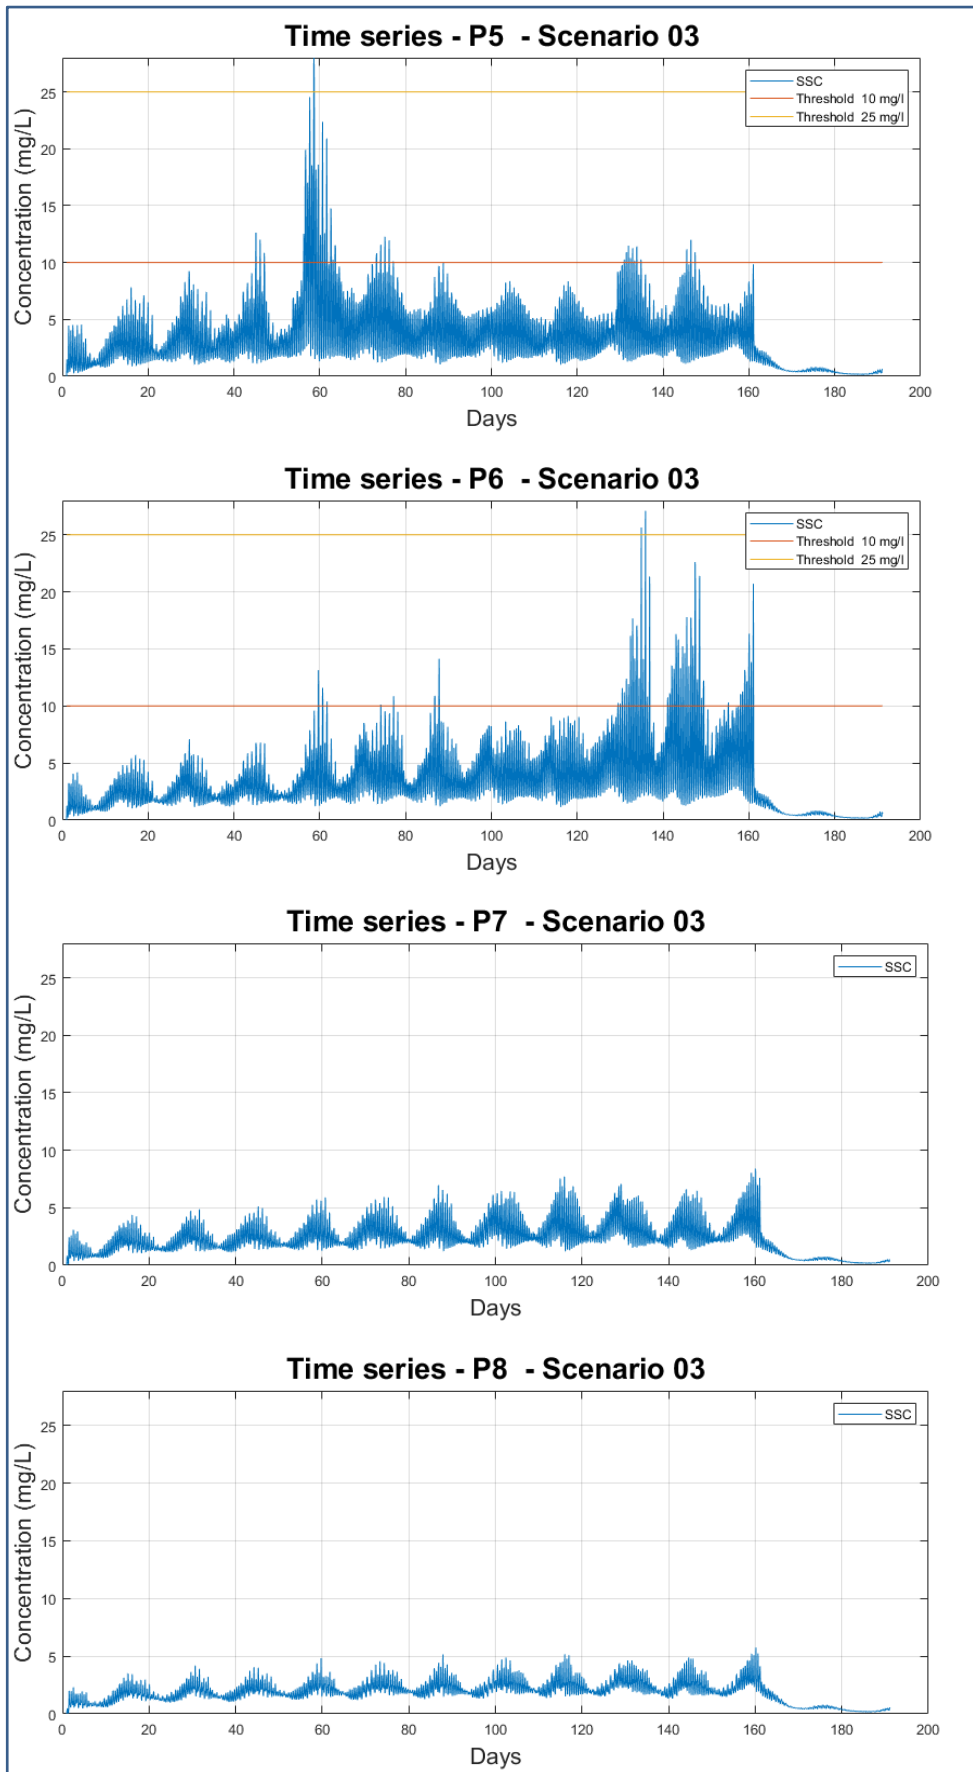 Time series - P5 - Scenario 03
Concentration (mg/L)
25
20
15
10
5
0
SSC
Threshold 10 mg/l
Threshold 25 mg/l
0 20 40 60 80 100 120 140 160 180 200
Days
Time series - P6 - Scenario 03
Concentration (mg/L)
25
20
15
10
5
0
SSC
Threshold 10 mg/l
Threshold 25 mg/l
0 20 40 60 80 100 120 140 160 180 200
Days
Time series - P7 - Scenario 03
Concentration (mg/L)
25
20
15
10
5
0
SSC
0 20 40 60 80 100 120 140 160 180 200
Days
Time series - P8 - Scenario 03
Concentration (mg/L)
25
20
15
10
5
0
SSC
0 20 40 60 80 100 120 140 160 180 200
Days